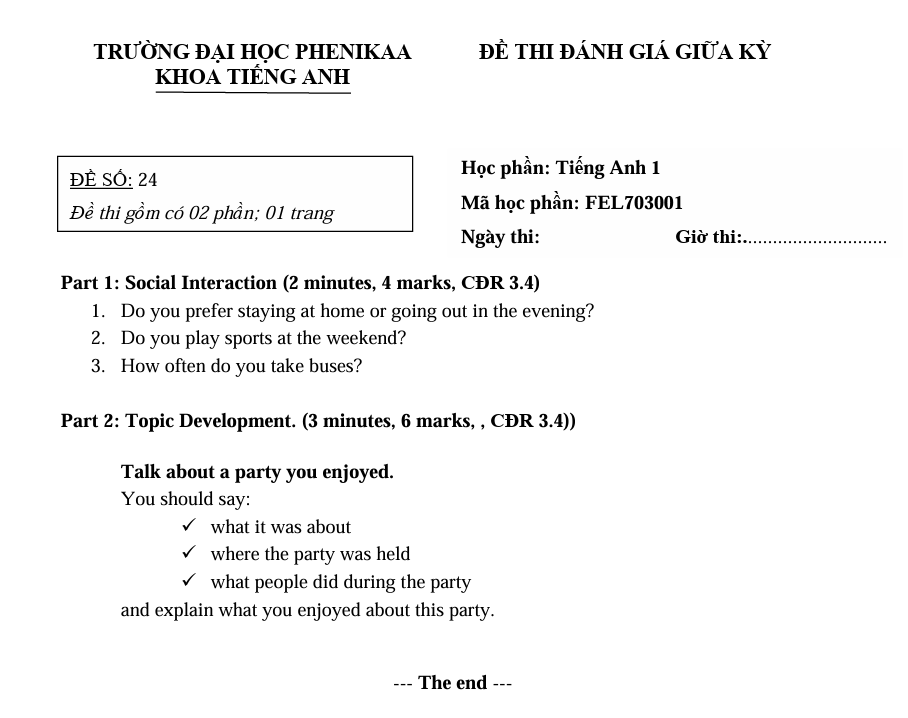 TRƯỜNG ĐẠI HỌC PHENIKAA
KHOA TIẾNG ANH
ĐỀ THI ĐÁNH GIÁ GIỮA KỲ
ĐỀ SỐ: 24
Đề thi gồm có 02 phần; 01 trang
Học phần: Tiếng Anh 1
Mã học phần: FEL703001
Ngày thi: Giờ thi:.............................
Part 1: Social Interaction (2 minutes, 4 marks, CĐR 3.4)
1. Do you prefer staying at home or going out in the evening?
2. Do you play sports at the weekend?
3. How often do you take buses?
Part 2: Topic Development. (3 minutes, 6 marks, , CĐR 3.4))
Talk about a party you enjoyed.
You should say:
✓ what it was about
✓ where the party was held
✓ what people did during the party
and explain what you enjoyed about this party.
--- The end ---